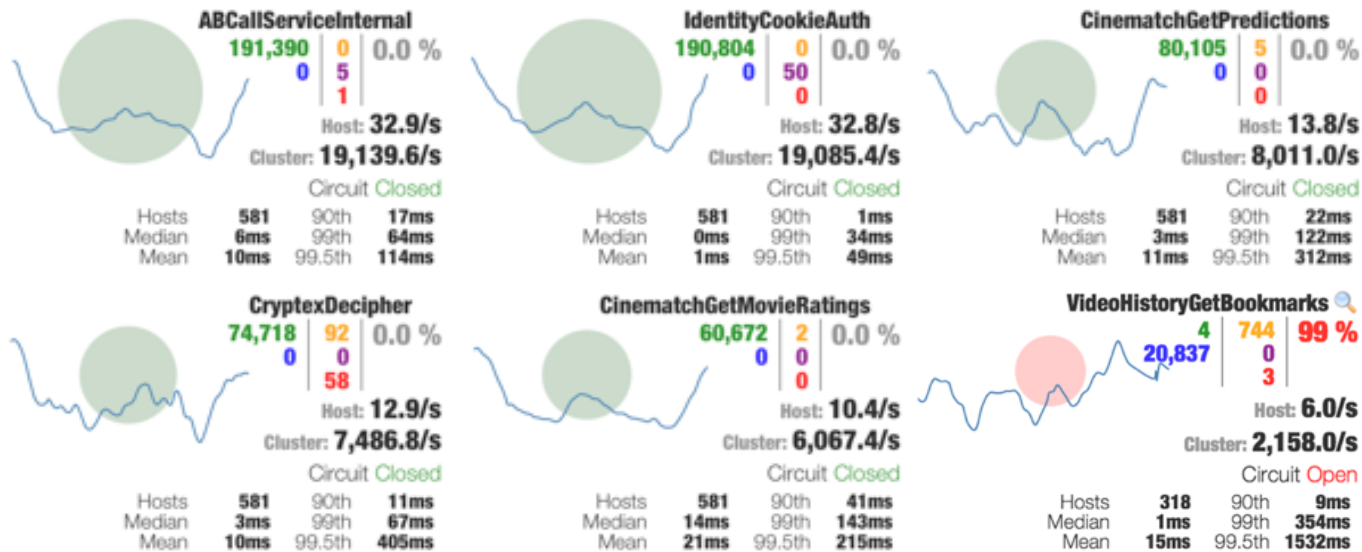 ABCallServiceInternal
191,390 0 0.0 %
0 5
1
Host: 32.9/s
Cluster: 19,139.6/s
Circuit Closed
Hosts 581 90th 17ms
Median 6ms 99th 64ms
Mean 10ms 99.5th 114ms
IdentityCookieAuth
190,804 0 0.0 %
0 50
0
Host: 32.8/s
Cluster: 19,085.4/s
Circuit Closed
Hosts 581 90th 1ms
Median 0ms 99th 34ms
Mean 1ms 99.5th 49ms
CinematchGetPredictions
80,105 5 0.0 %
0 0
0
Host: 13.8/s
Cluster: 8,011.0/s
Circuit Closed
Hosts 581 90th 22ms
Median 3ms 99th 122ms
Mean 11ms 99.5th 312ms
CryptexDecipher
74,718 92 0.0 %
0 0
58
Host: 12.9/s
Cluster: 7,486.8/s
Circuit Closed
Hosts 581 90th 11ms
Median 3ms 99th 67ms
Mean 10ms 99.5th 405ms
CinematchGetMovieRatings
60,672 2 0.0 %
0 0
0
Host: 10.4/s
Cluster: 6,067.4/s
Circuit Closed
Hosts 581 90th 41ms
Median 14ms 99th 143ms
Mean 21ms 99.5th 215ms
VideoHistoryGetBookmarks
4 744 99 %
20,837 0
3
Host: 6.0/s
Cluster: 2,158.0/s
Circuit Open
Hosts 318 90th 9ms
Median 1ms 99th 354ms
Mean 15ms 99.5th 1532ms